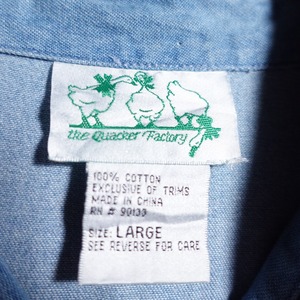 the Quacker Factory
100% COTTON
EXCLUSIVE OF TRIMS
MADE IN CHINA
RN # 90133
SIZE: LARGE
SEE REVERSE FOR CARE